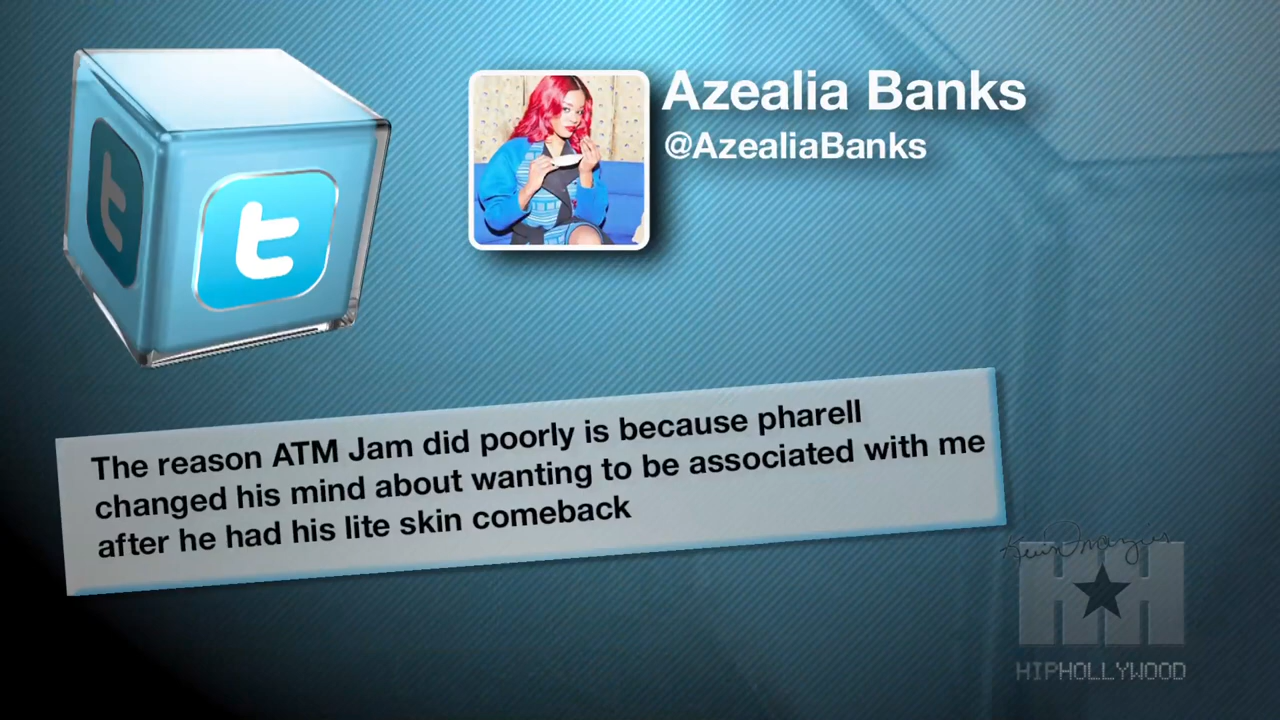 Azealia Banks
@AzealiaBanks
The reason ATM Jam did poorly is because pharell
changed his mind about wanting to be associated with me
after he had his lite skin comeback
HIPHOLLYWOOD